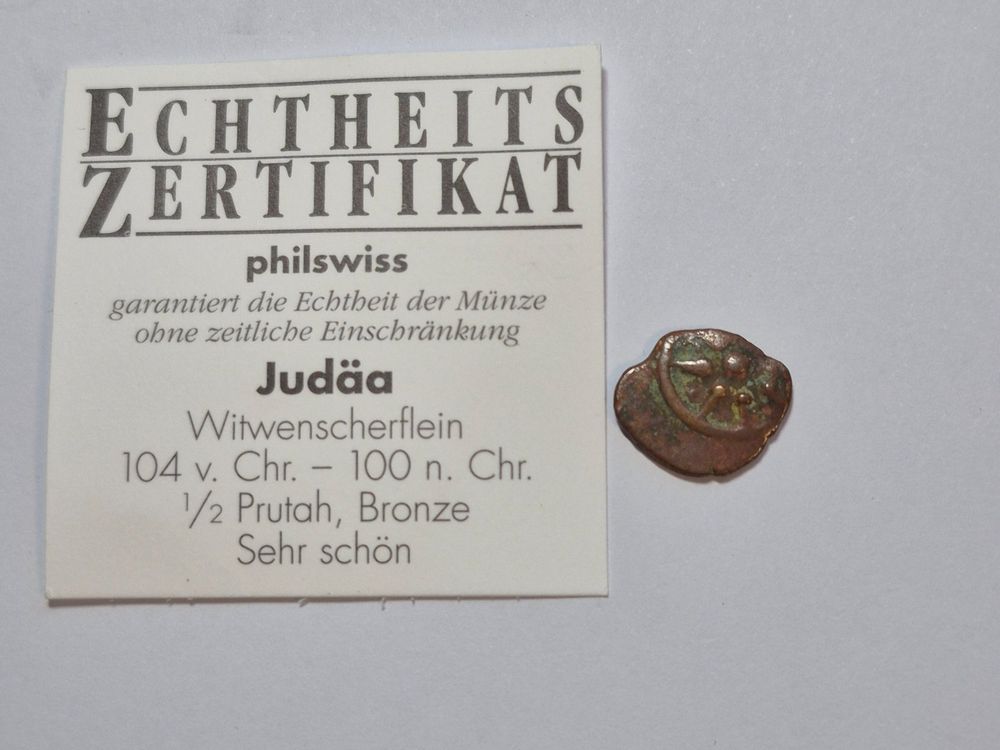 ECHTHEITS
ZERTIFIKAT
philswiss
garantiert die Echtheit der Münze
ohne zeitliche Einschränkung
Judäa
Witwenscherflein
104 v. Chr. – 100 n. Chr.
1/2 Prutah, Bronze
Sehr schön